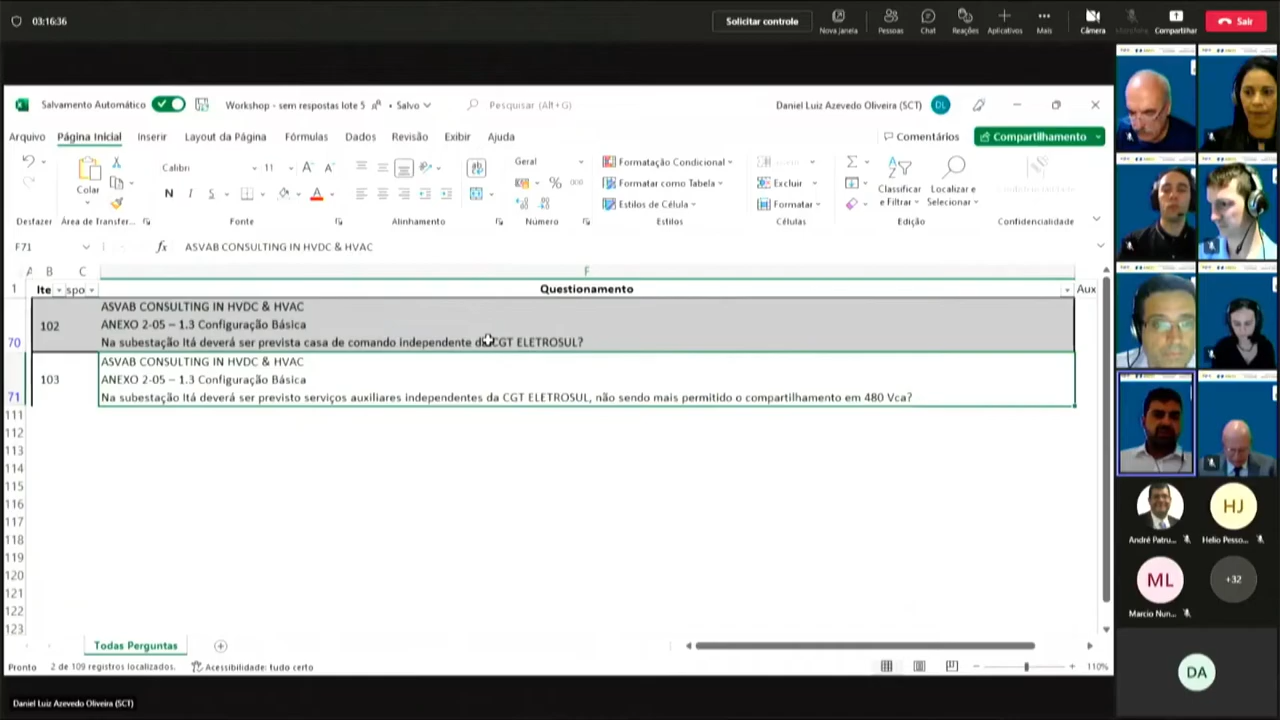 03:16:36
Solicitar controle
Nova janela
Pessoas
Chat
Reações
Aplicativos
Mais
Câmera
Compartilhar
Sair
Salvamento Automático
Workshop - sem respostas lote 5
• Salvo
Pesquisar (Alt+G)
Daniel Luiz Azevedo Oliveira (SCT)
DL
Arquivo
Página Inicial
Inserir
Layout da Página
Fórmulas
Dados
Revisão
Exibir
Ajuda
Comentários
Compartilhamento
Colar
Calibri
11
N I S
Geral
Formatação Condicional
Formatar como Tabela
Estilos de Célula
Excluir
Formatar
Classificar
e Filtrar
Localizar e
Selecionar
Desfazer
Área de Transfer...
Fonte
Alinhamento
Número
Estilos
Células
Edição
Confidencialidade
F71
fx
ASVAB CONSULTING IN HVDC & HVAC
A B C F
1 Ite spo Questionamento Aux
ASVAB CONSULTING IN HVDC & HVAC
102 ANEXO 2-05 – 1.3 Configuração Básica
70 Na subestação Itá deverá ser prevista casa de comando independente da CGT ELETROSUL?
ASVAB CONSULTING IN HVDC & HVAC
103 ANEXO 2-05 – 1.3 Configuração Básica
71 Na subestação Itá deverá ser previsto serviços auxiliares independentes da CGT ELETROSUL, não sendo mais permitido o compartilhamento em 480 Vca?
111
112
113
114
115
116
117
118
119
120
121
122
123
Todas Perguntas
Pronto
2 de 109 registros localizados.
Acessibilidade: tudo certo
110%
Daniel Luiz Azevedo Oliveira (SCT)
HJ
André Patru...
Helio Pesso...
ML
+32
Marcio Nun...
DA